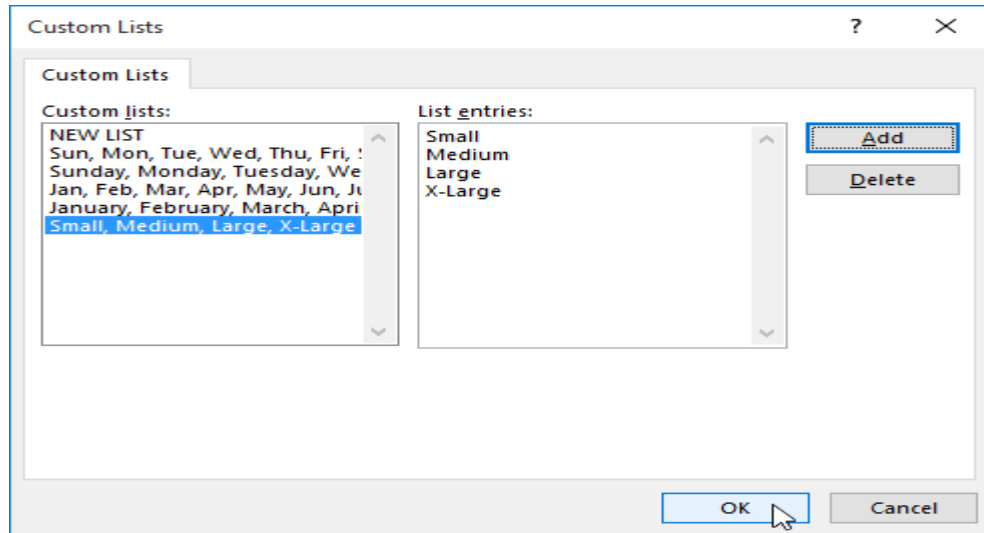 Custom Lists
?
Custom Lists
Custom lists:
NEW LIST
Sun, Mon, Tue, Wed, Thu, Fri,
Sunday, Monday, Tuesday, We
Jan, Feb, Mar, Apr, May, Jun, Ju
January, February, March, Apri
Small, Medium, Large, X-Large
List entries:
Small
Medium
Large
X-Large
Add
Delete
OK
Cancel